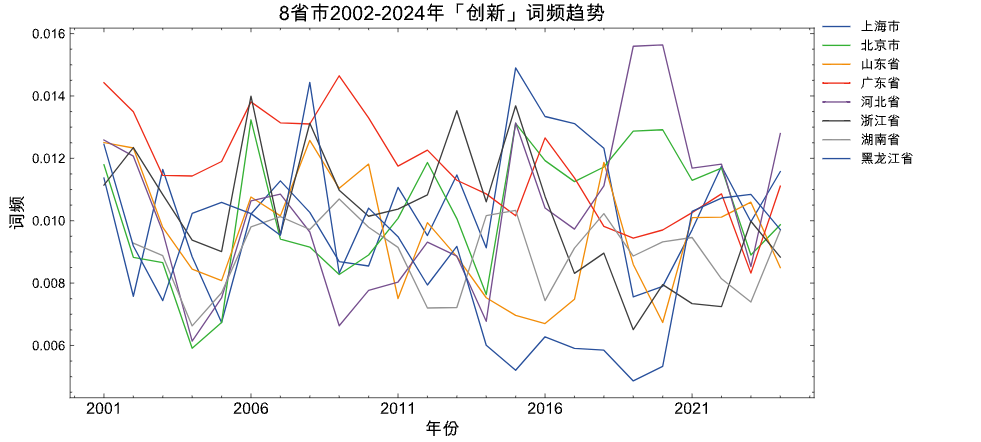 8省市2002-2024年「创新」词频趋势
词频
0.016
0.014
0.012
0.010
0.008
0.006
2001
2006
2011
2016
2021
年份
上海市
北京市
山东省
广东省
河北省
浙江省
湖南省
黑龙江省